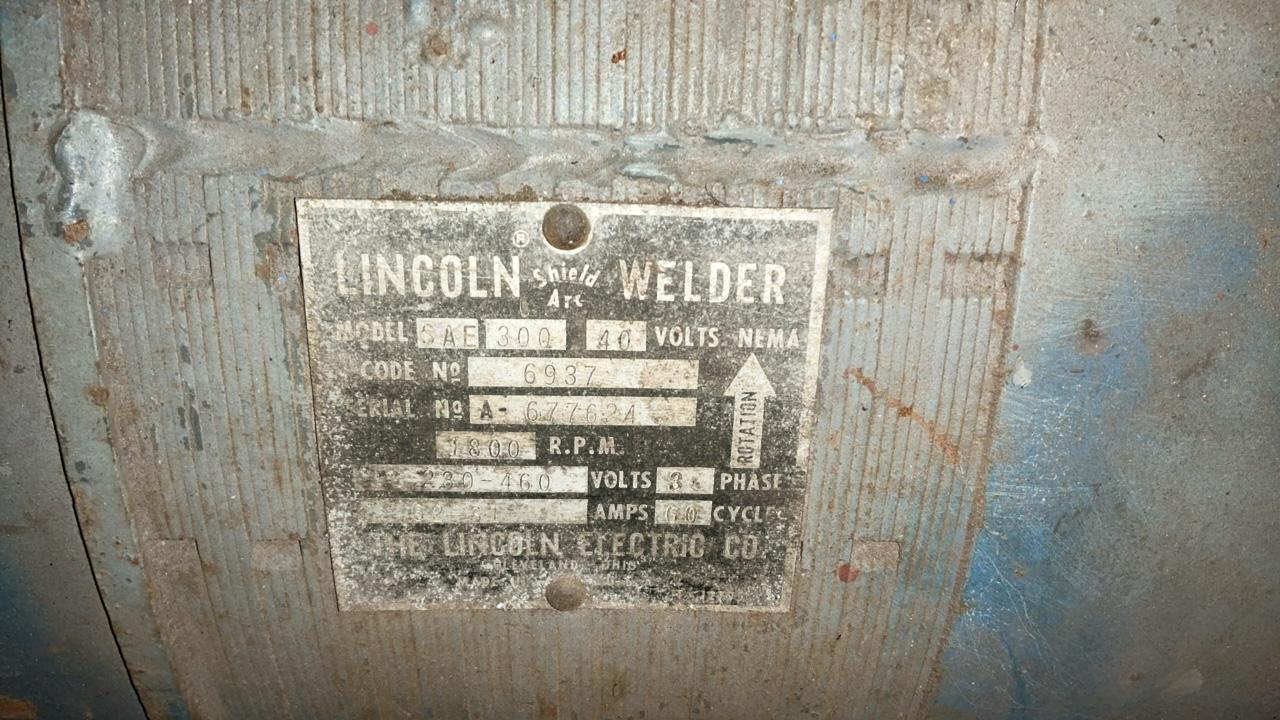 ®
LINCOLN Shield Arc WELDER
MODEL SAE 300 40 VOLTS NEMA
CODE Nº 6937
SERIAL Nº A- 677624
ROTATION
1800 R.P.M.
230-460 VOLTS 3 PHASE
AMPS 60 CYCLE
THE LINCOLN ELECTRIC CO.
CLEVELAND, OHIO
MADE